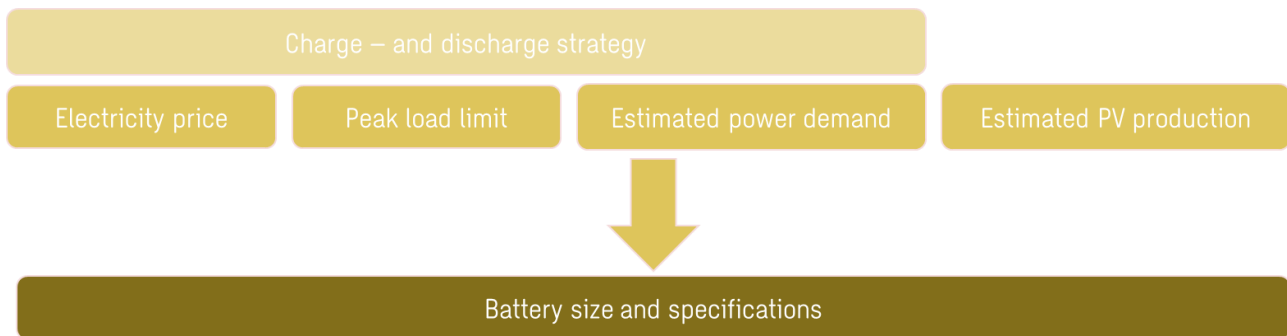 Charge – and discharge strategy
Electricity price
Peak load limit
Estimated power demand
Estimated PV production
Battery size and specifications